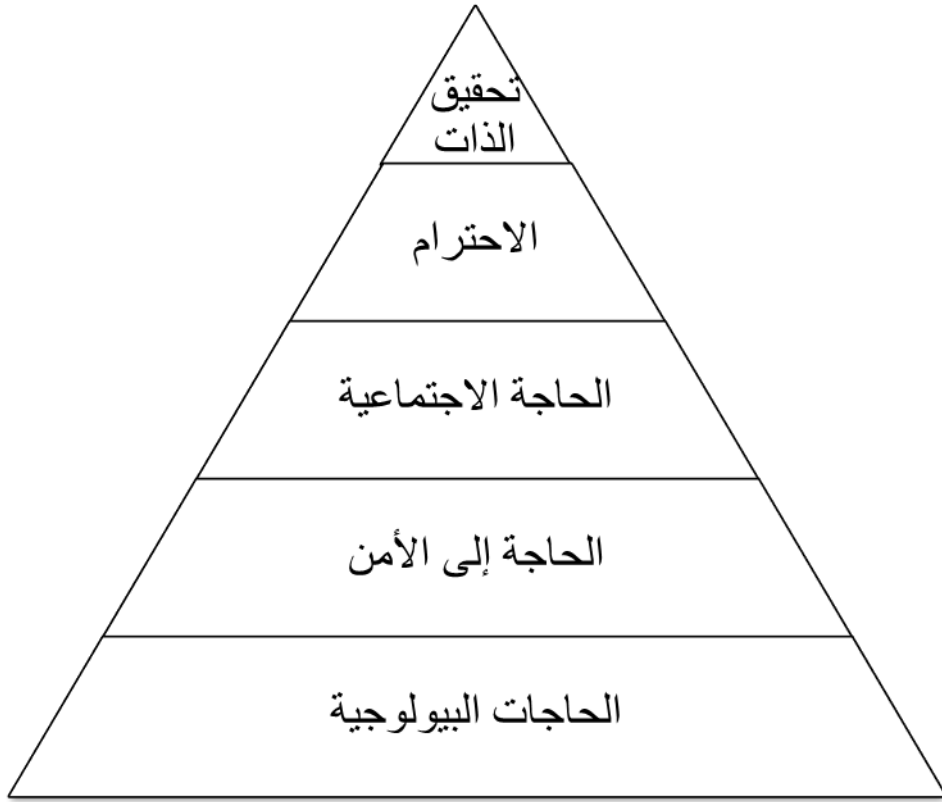 تحقيق
الذات
الاحترام
الحاجة الاجتماعية
الحاجة إلى الأمن
الحاجات البيولوجية